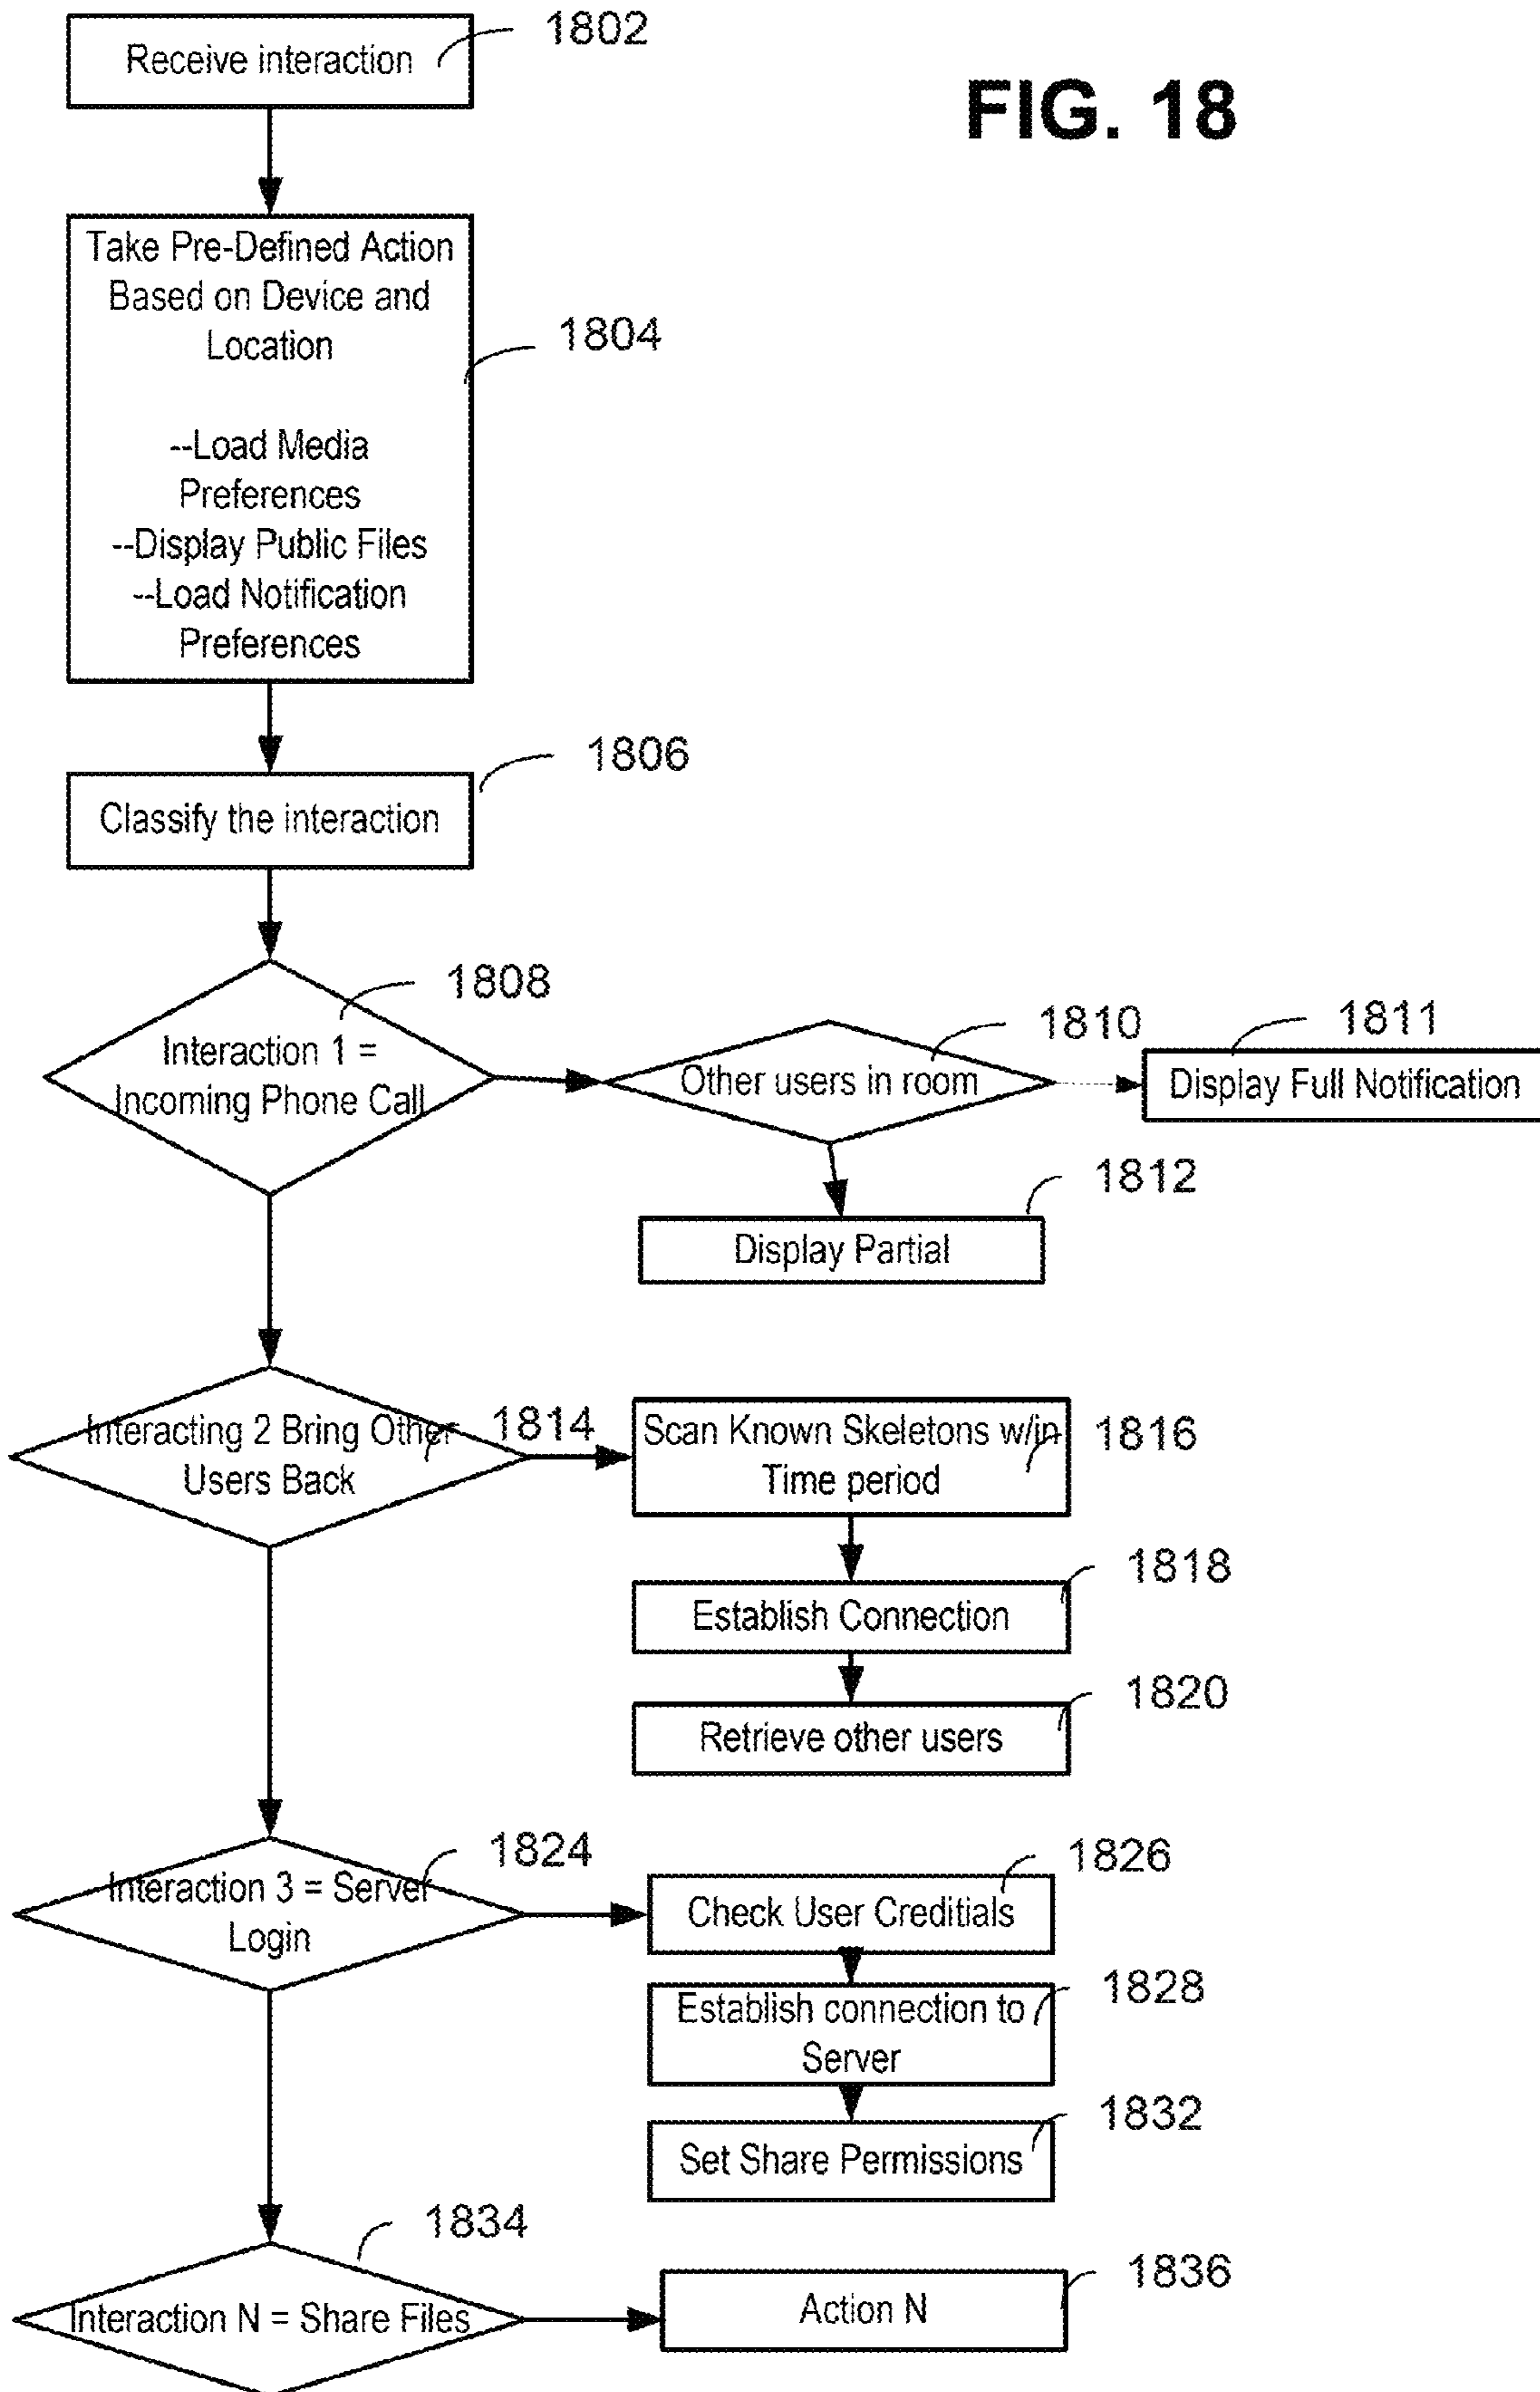 1802
Receive interaction
FIG. 18
Take Pre-Defined Action
Based on Device and
Location
1804
--Load Media
Preferences
--Display Public Files
--Load Notification
Preferences
1806
Classify the interaction
1808
Interaction 1 =
Incoming Phone Call
1810
Other users in room
1811
Display Full Notification
1812
Display Partial
Interacting 2 Bring Other
Users Back
1814
Scan Known Skeletons w/in
Time period
1816
1818
Establish Connection
1820
Retrieve other users
1824
Interaction 3 = Server
Login
1826
Check User Creditials
1828
Establish connection to
Server
1832
Set Share Permissions
1834
Interaction N = Share Files
1836
Action N